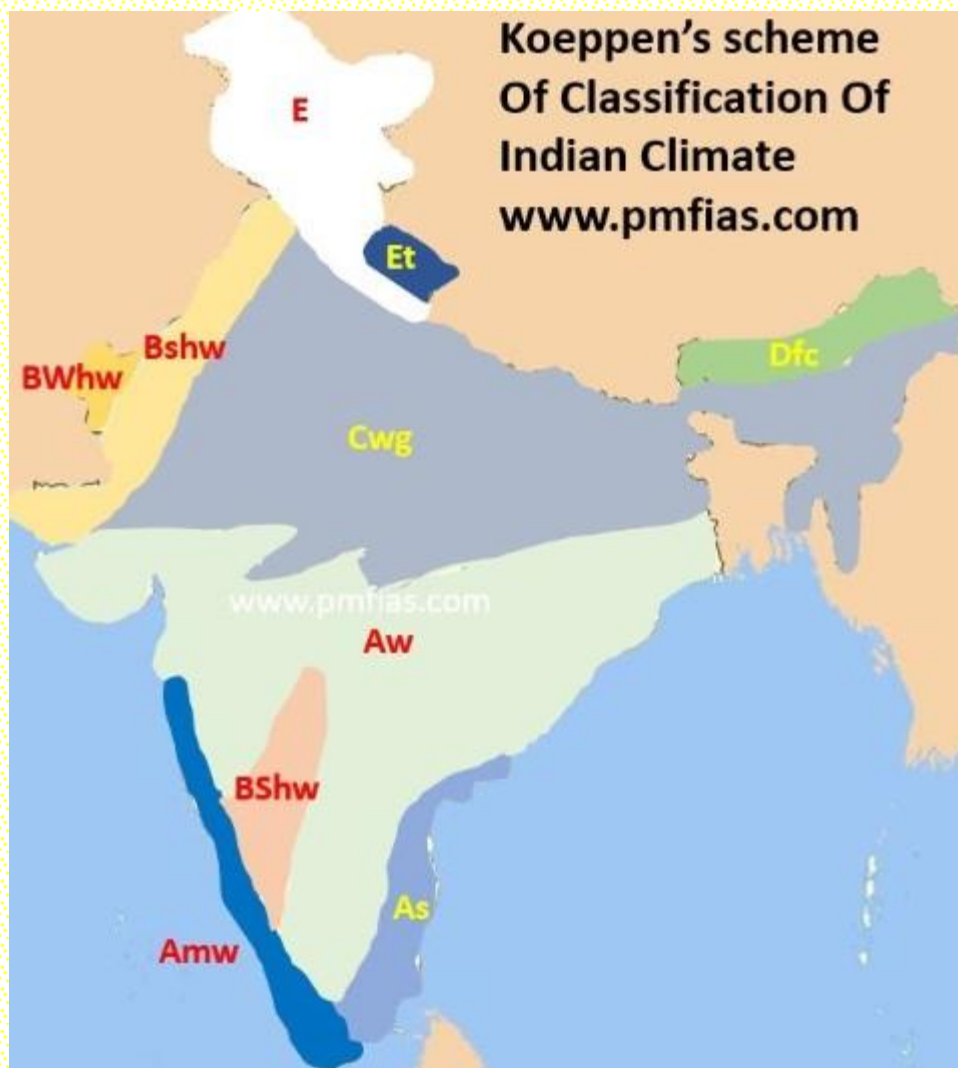 Koeppen's scheme
Of Classification Of
Indian Climate
www.pmfias.com
E
Et
Bshw
BWhw
Dfc
Cwg
www.pmfias.com
Aw
BShw
As
Amw